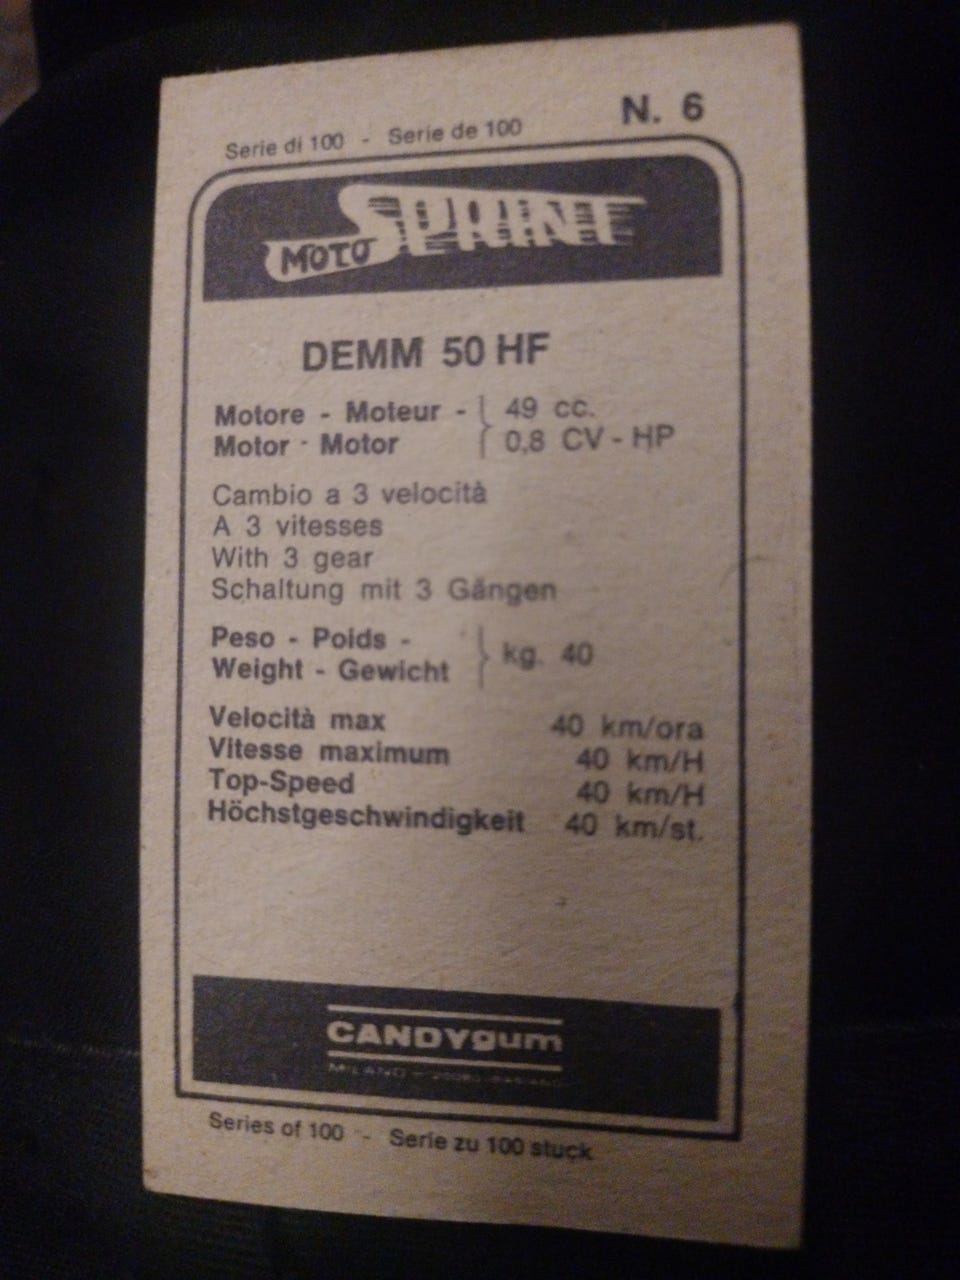 N. 6
Serie di 100 - Serie de 100
MOTO SPRINT
DEMM 50 HF
Motore - Moteur - 49 cc.
Motor - Motor 0,8 CV - HP
Cambio a 3 velocità
A 3 vitesses
With 3 gear
Schaltung mit 3 Gängen
Peso - Poids -
Weight - Gewicht } kg. 40
Velocità max 40 km/ora
Vitesse maximum 40 km/H
Top-Speed 40 km/H
Höchstgeschwindigkeit 40 km/st.
CANDYgum
MILANO
Series of 100 - Serie zu 100 stuck